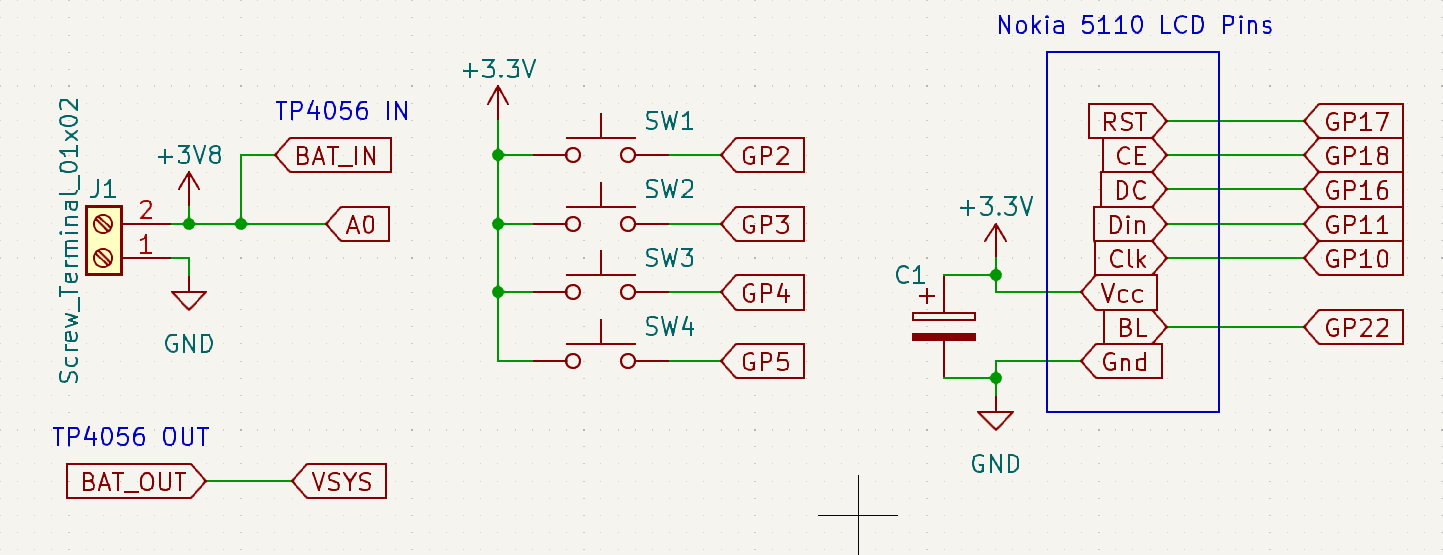 Nokia 5110 LCD Pins
Screw_Terminal_01x02
J1
2
1
+3V8
GND
TP4056 IN
BAT_IN
A0
TP4056 OUT
BAT_OUT
VSYS
+3.3V
SW1
GP2
SW2
GP3
SW3
GP4
SW4
GP5
+3.3V
C1
+
GND
RST
GP17
CE
GP18
DC
GP16
Din
GP11
Clk
GP10
Vcc
BL
GP22
Gnd